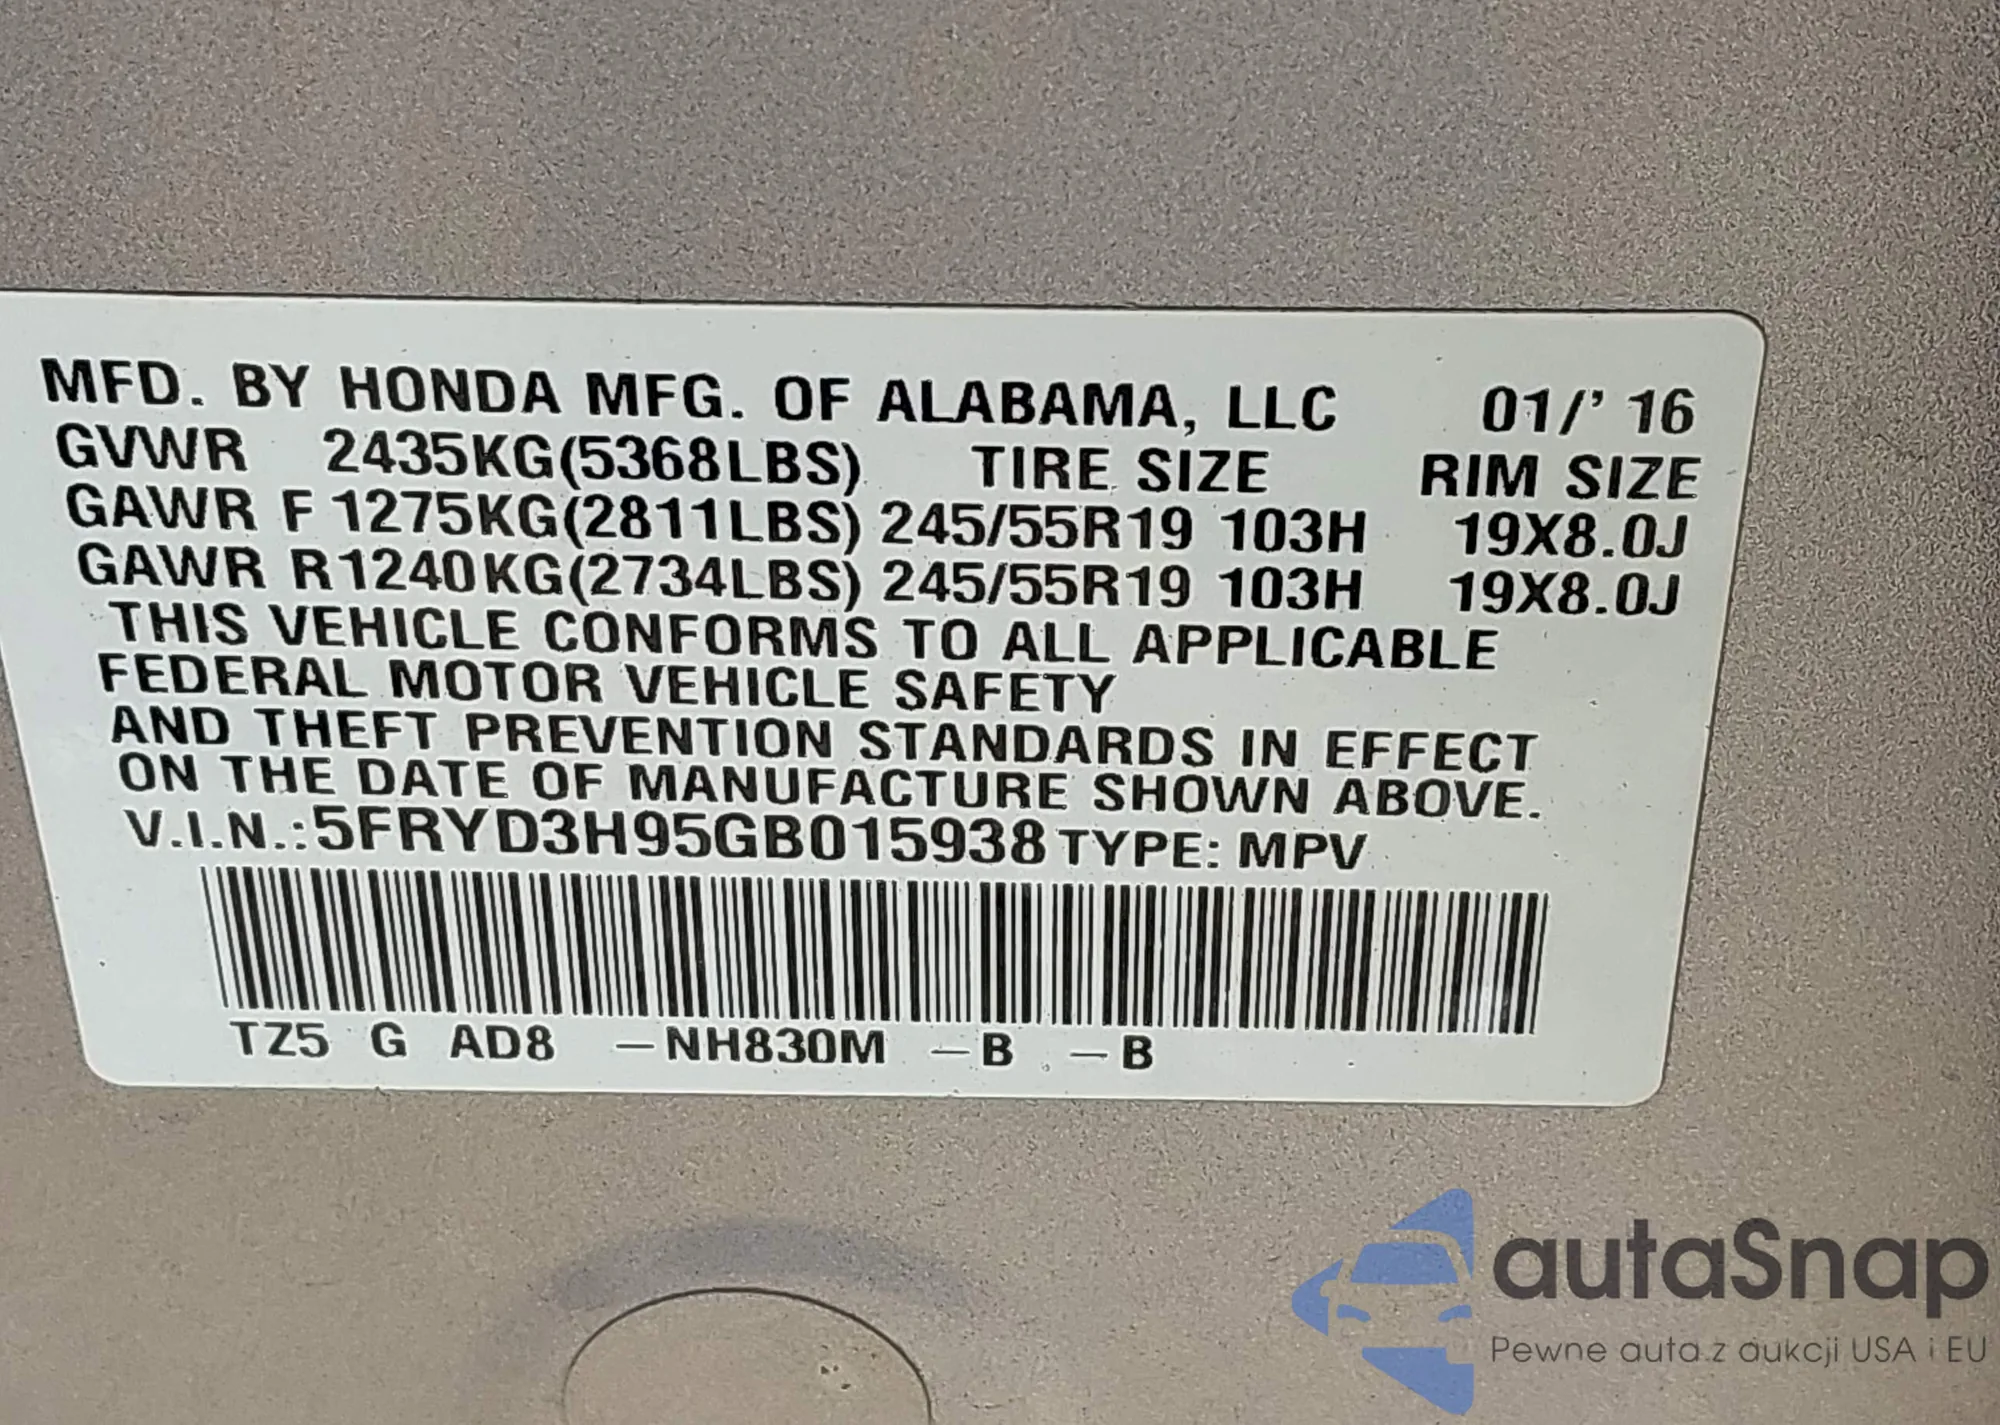 MFD. BY HONDA MFG. OF ALABAMA, LLC 01/' 16
GVWR 2435KG(5368LBS) TIRE SIZE RIM SIZE
GAWR F 1275KG(2811LBS) 245/55R19 103H 19X8.0J
GAWR R 1240KG(2734LBS) 245/55R19 103H 19X8.0J
THIS VEHICLE CONFORMS TO ALL APPLICABLE
FEDERAL MOTOR VEHICLE SAFETY
AND THEFT PREVENTION STANDARDS IN EFFECT
ON THE DATE OF MANUFACTURE SHOWN ABOVE.
V.I.N.:5FRYD3H95GB015938 TYPE: MPV
TZ5 G AD8 –NH830M –B –B
autaSnap
Pewne auta z aukcji USA i EU